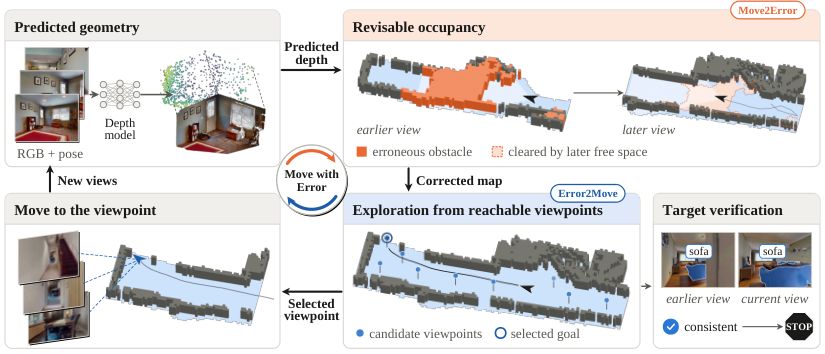 Move2Error
Predicted geometry
Revisable occupancy
Predicted
depth
Depth
model
RGB + pose
earlier view
later view
erroneous obstacle
cleared by later free space
Move with
Error
New views
Corrected map
Error2Move
Move to the viewpoint
Exploration from reachable viewpoints
Target verification
sofa
sofa
earlier view
current view
Selected
viewpoint
candidate viewpoints
selected goal
consistent
STOP